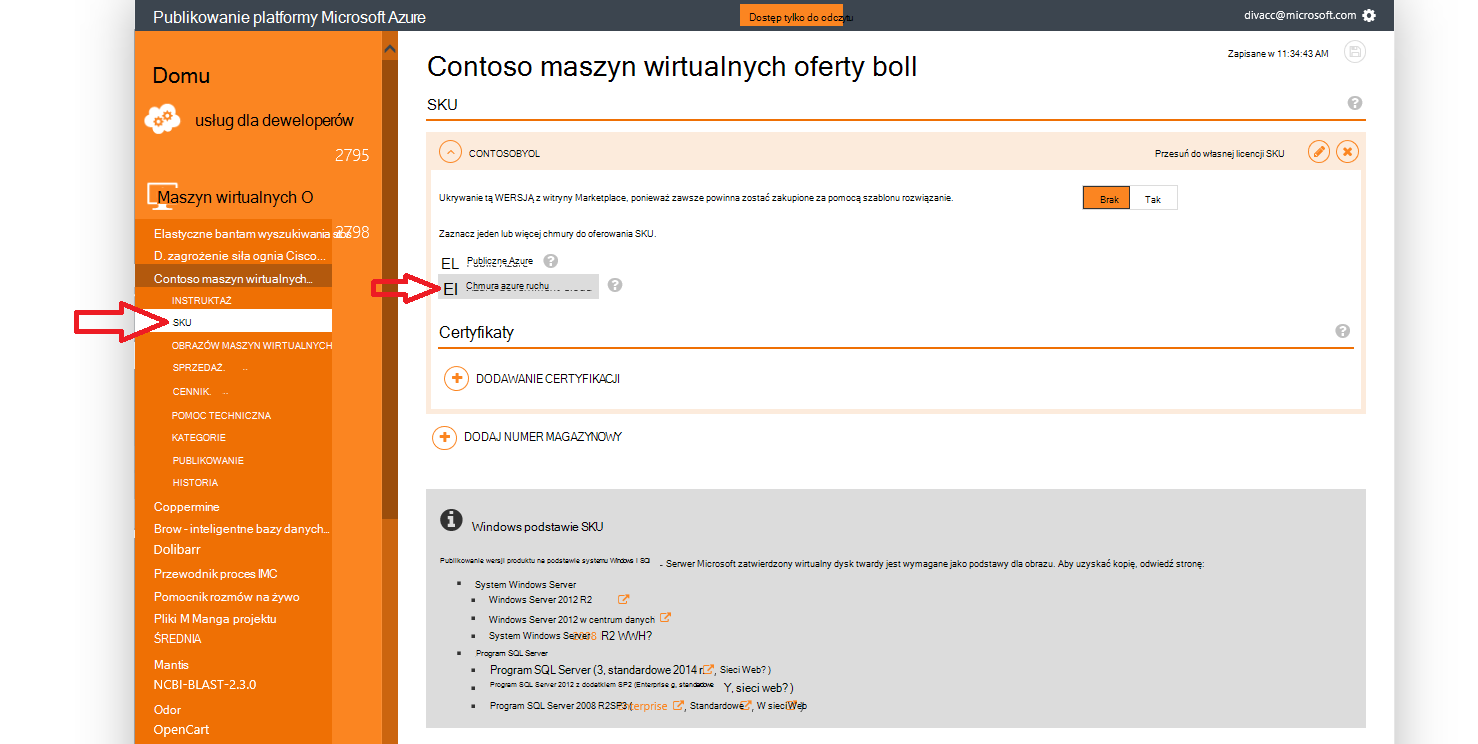 Publikowanie platformy Microsoft Azure
Dostęp tylko do odczytu
divacc@microsoft.com
Domu
usług dla deweloperów
2795
Maszyn wirtualnych O
2798
Elastyczne bantam wyszukiwania stos
D. zagrożenie siła ognia Cisco...
Contoso maszyn wirtualnych...
INSTRUKTAŻ
SKU
OBRAZÓW MASZYN WIRTUALNYCH
SPRZEDAŻ. ..
CENNIK. ..
POMOC TECHNICZNA
KATEGORIE
PUBLIKOWANIE
HISTORIA
Coppermine
Brow - inteligentne bazy danych...
Dolibarr
Przewodnik proces IMC
Pomocnik rozmów na żywo
Pliki M Manga projektu
ŚREDNIA
Mantis
NCBI-BLAST-2.3.0
Odor
OpenCart
Zapisane w 11:34:43 AM
Contoso maszyn wirtualnych oferty boll
SKU
CONTOSOBYOL
Przesuń do własnej licencji SKU
Ukrywanie tą WERSJĄ z witryny Marketplace, ponieważ zawsze powinna zostać zakupione za pomocą szablonu rozwiązanie.
Brak Tak
Zaznacz jeden lub więcej chmury do oferowania SKU.
EL Publiczne Azure
EI Chmura azure ruchu
Certyfikaty
DODAWANIE CERTYFIKACJI
DODAJ NUMER MAGAZYNOWY
Windows podstawie SKU
Publikowanie wersji produktu na podstawie systemu Windows i SQl - Serwer Microsoft zatwierdzony wirtualny dysk twardy jest wymagane jako podstawy dla obrazu. Aby uzyskać kopię, odwiedź stronę:
System Windows Server
Windows Server 2012 R2
Windows Server 2012 w centrum danych
System Windows Server 2008 R2 WWH?
Program SQL Server
Program SQL Server (3, standardowe 2014 r., Sieci Web? )
Program SQL Server 2012 z dodatkiem SP2 (Enterprise g, standardowe Y, sieci web? )
Program SQL Server 2008 R2SP3 ( Enterprise , Standardowe , W sieci Web